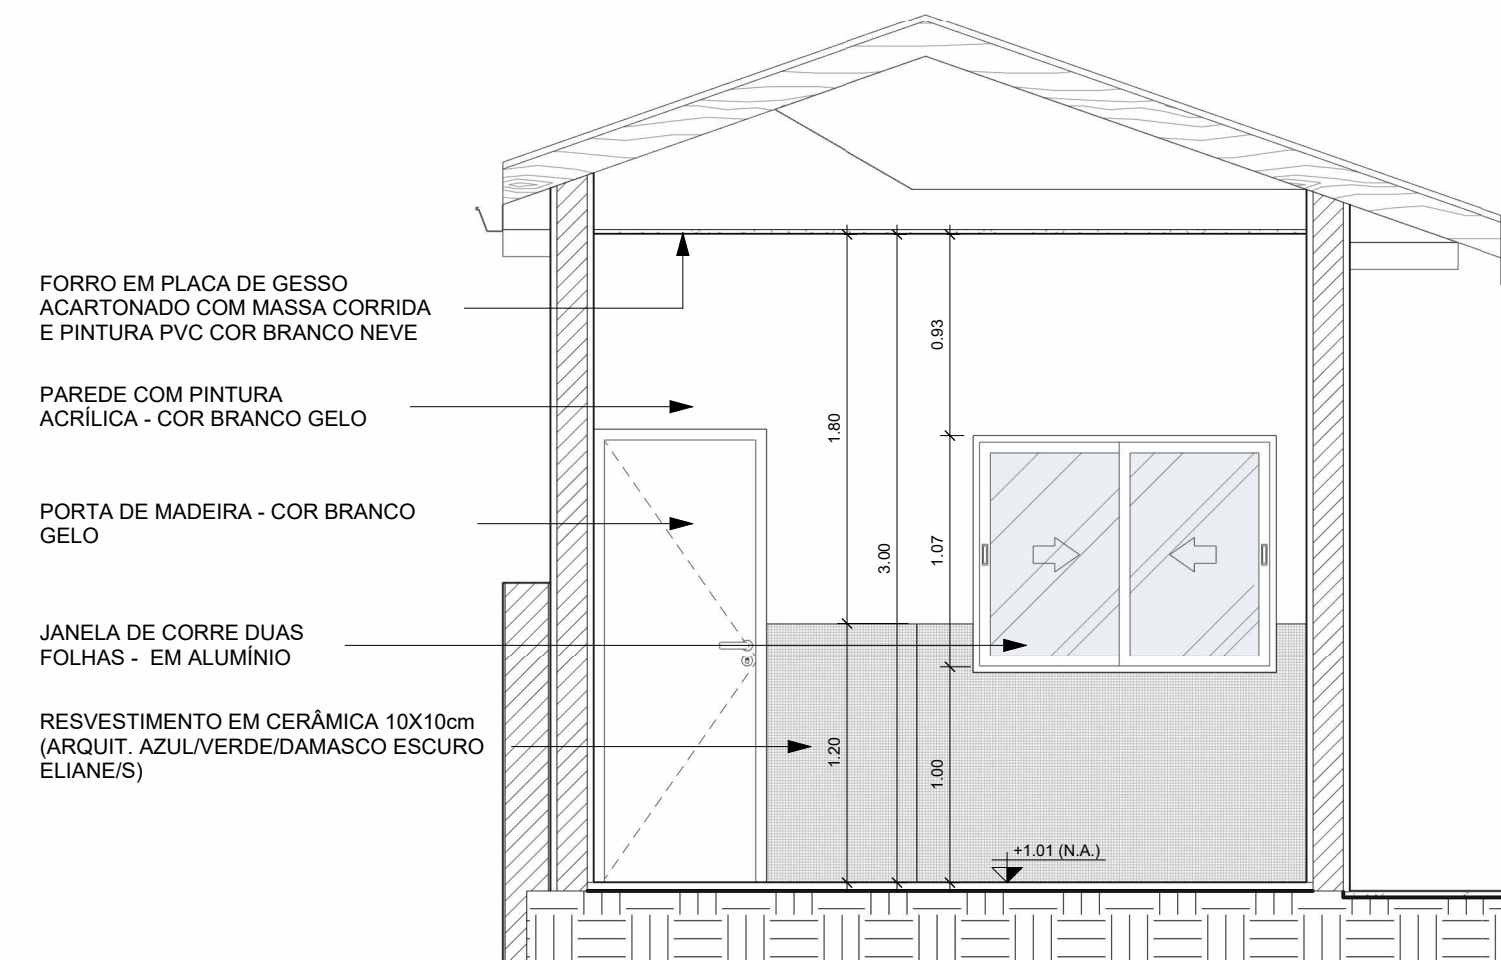 FORRO EM PLACA DE GESSO
ACARTONADO COM MASSA CORRIDA
E PINTURA PVC COR BRANCO NEVE
PAREDE COM PINTURA
ACRÍLICA - COR BRANCO GELO
PORTA DE MADEIRA - COR BRANCO
GELO
JANELA DE CORRE DUAS
FOLHAS - EM ALUMÍNIO
RESVESTIMENTO EM CERÂMICA 10X10cm
(ARQUIT. AZUL/VERDE/DAMASCO ESCURO
ELIANE/S)
0.93
1.80
3.00
1.07
1.20
1.00
+1.01 (N.A.)